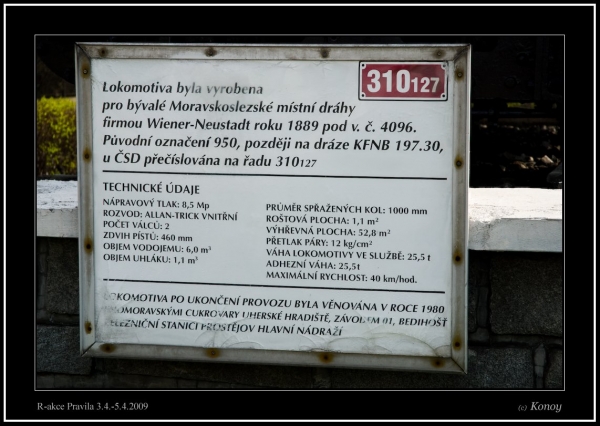 310127
Lokomotiva byla vyrobena
pro bývalé Moravskoslezské místní dráhy
firmou Wiener-Neustadt roku 1889 pod v. č. 4096.
Původní označení 950, později na dráze KFNB 197.30,
u ČSD přečíslována na řadu 310127
TECHNICKÉ ÚDAJE
NÁPRAVOVÝ TLAK: 8,5 Mp
ROZVOD: ALLAN-TRICK VNITŘNÍ
POČET VÁLCŮ: 2
ZDVIH PÍSTŮ: 460 mm
OBJEM VODOJEMU: 6,0 m³
OBJEM UHLÁKU: 1,1 m³
PRŮMĚR SPŘAŽENÝCH KOL: 1000 mm
ROŠTOVÁ PLOCHA: 1,1 m²
VÝHŘEVNÁ PLOCHA: 52,8 m²
PŘETLAK PÁRY: 12 kg/cm²
VÁHA LOKOMOTIVY VE SLUŽBĚ: 25,5 t
ADHEZNÍ VÁHA: 25,5t
MAXIMÁLNÍ RYCHLOST: 40 km/hod.
LOKOMOTIVA PO UKONČENÍ PROVOZU BYLA VĚNOVÁNA V ROCE 1980
CUKROVARY UHERSKÉ HRADIŠTĚ, ZÁVODEM 01, BEDIHOŠŤ
ŽELEZNIČNÍ STANICI PROSTĚJOV HLAVNÍ NÁDRAŽÍ
R-akce Pravila 3.4.-5.4.2009
(c) Konoy